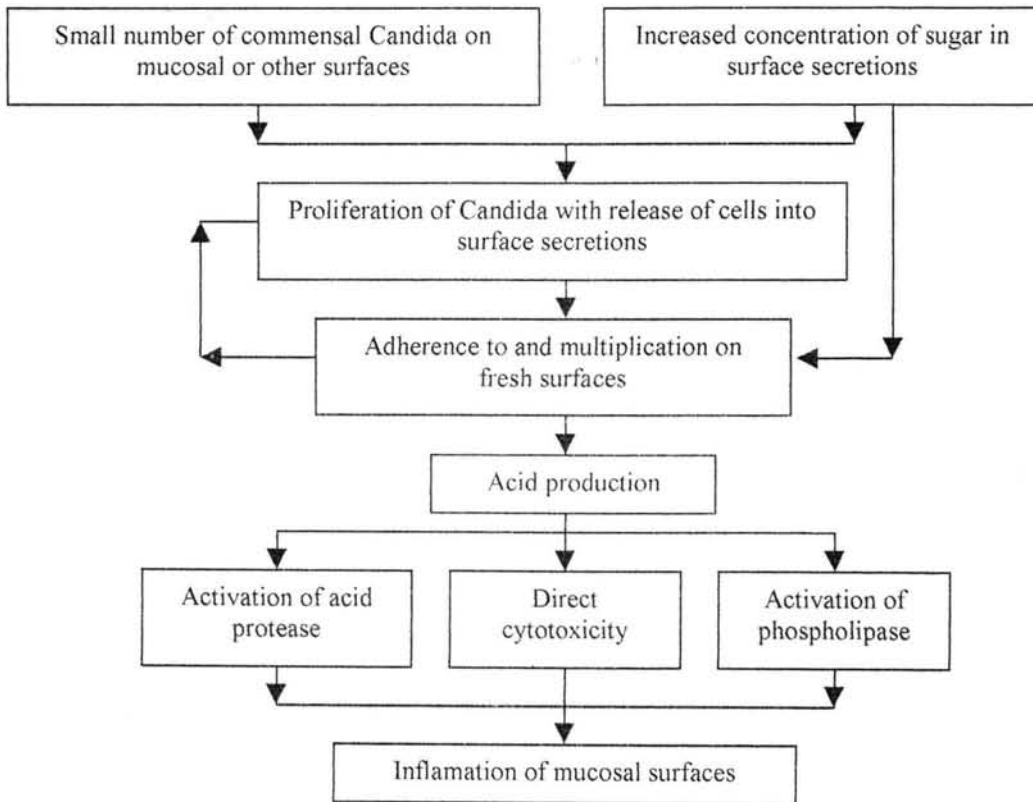 Small number of commensal Candida on
mucosal or other surfaces
Increased concentration of sugar in
surface secretions
Proliferation of Candida with release of cells into
surface secretions
Adherence to and multiplication on
fresh surfaces
Acid production
Activation of acid
protease
Direct
cytotoxicity
Activation of
phospholipase
Inflamation of mucosal surfaces